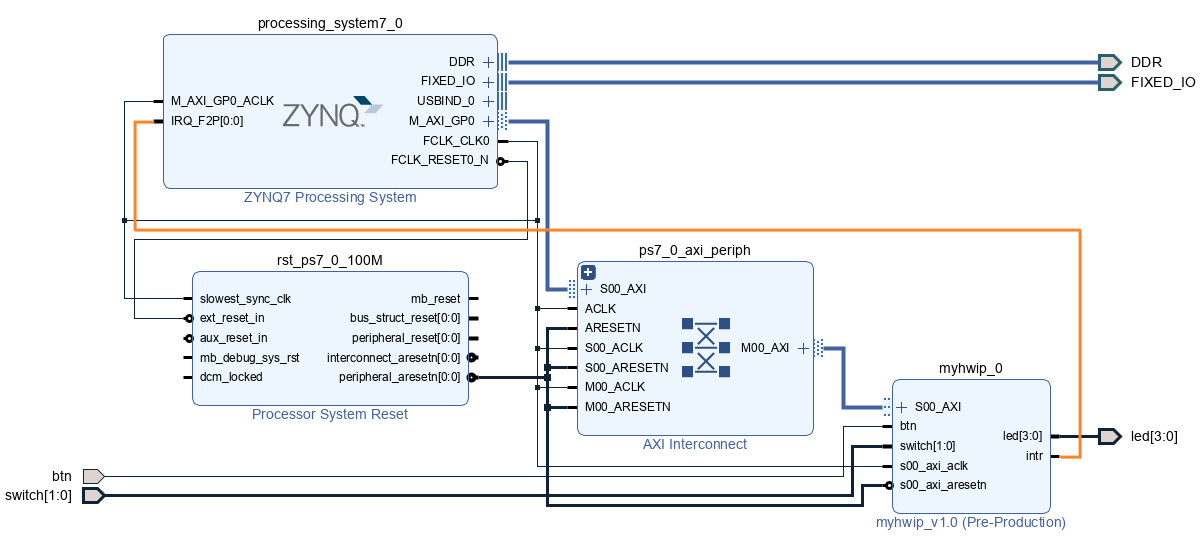 processing_system7_0
DDR
FIXED_IO
USBIND_0
M_AXI_GP0_ACLK
M_AXI_GP0
IRQ_F2P[0:0]
FCLK_CLK0
FCLK_RESET0_N
ZYNQ
ZYNQ7 Processing System
DDR
FIXED_IO
rst_ps7_0_100M
slowest_sync_clk
mb_reset
ext_reset_in
bus_struct_reset[0:0]
aux_reset_in
peripheral_reset[0:0]
mb_debug_sys_rst
interconnect_aresetn[0:0]
dcm_locked
peripheral_aresetn[0:0]
Processor System Reset
ps7_0_axi_periph
S00_AXI
ACLK
ARESETN
S00_ACLK
M00_AXI
S00_ARESETN
M00_ACLK
M00_ARESETN
AXI Interconnect
myhwip_0
S00_AXI
btn
led[3:0]
switch[1:0]
intr
s00_axi_aclk
s00_axi_aresetn
myhwip_v1.0 (Pre-Production)
led[3:0]
btn
switch[1:0]